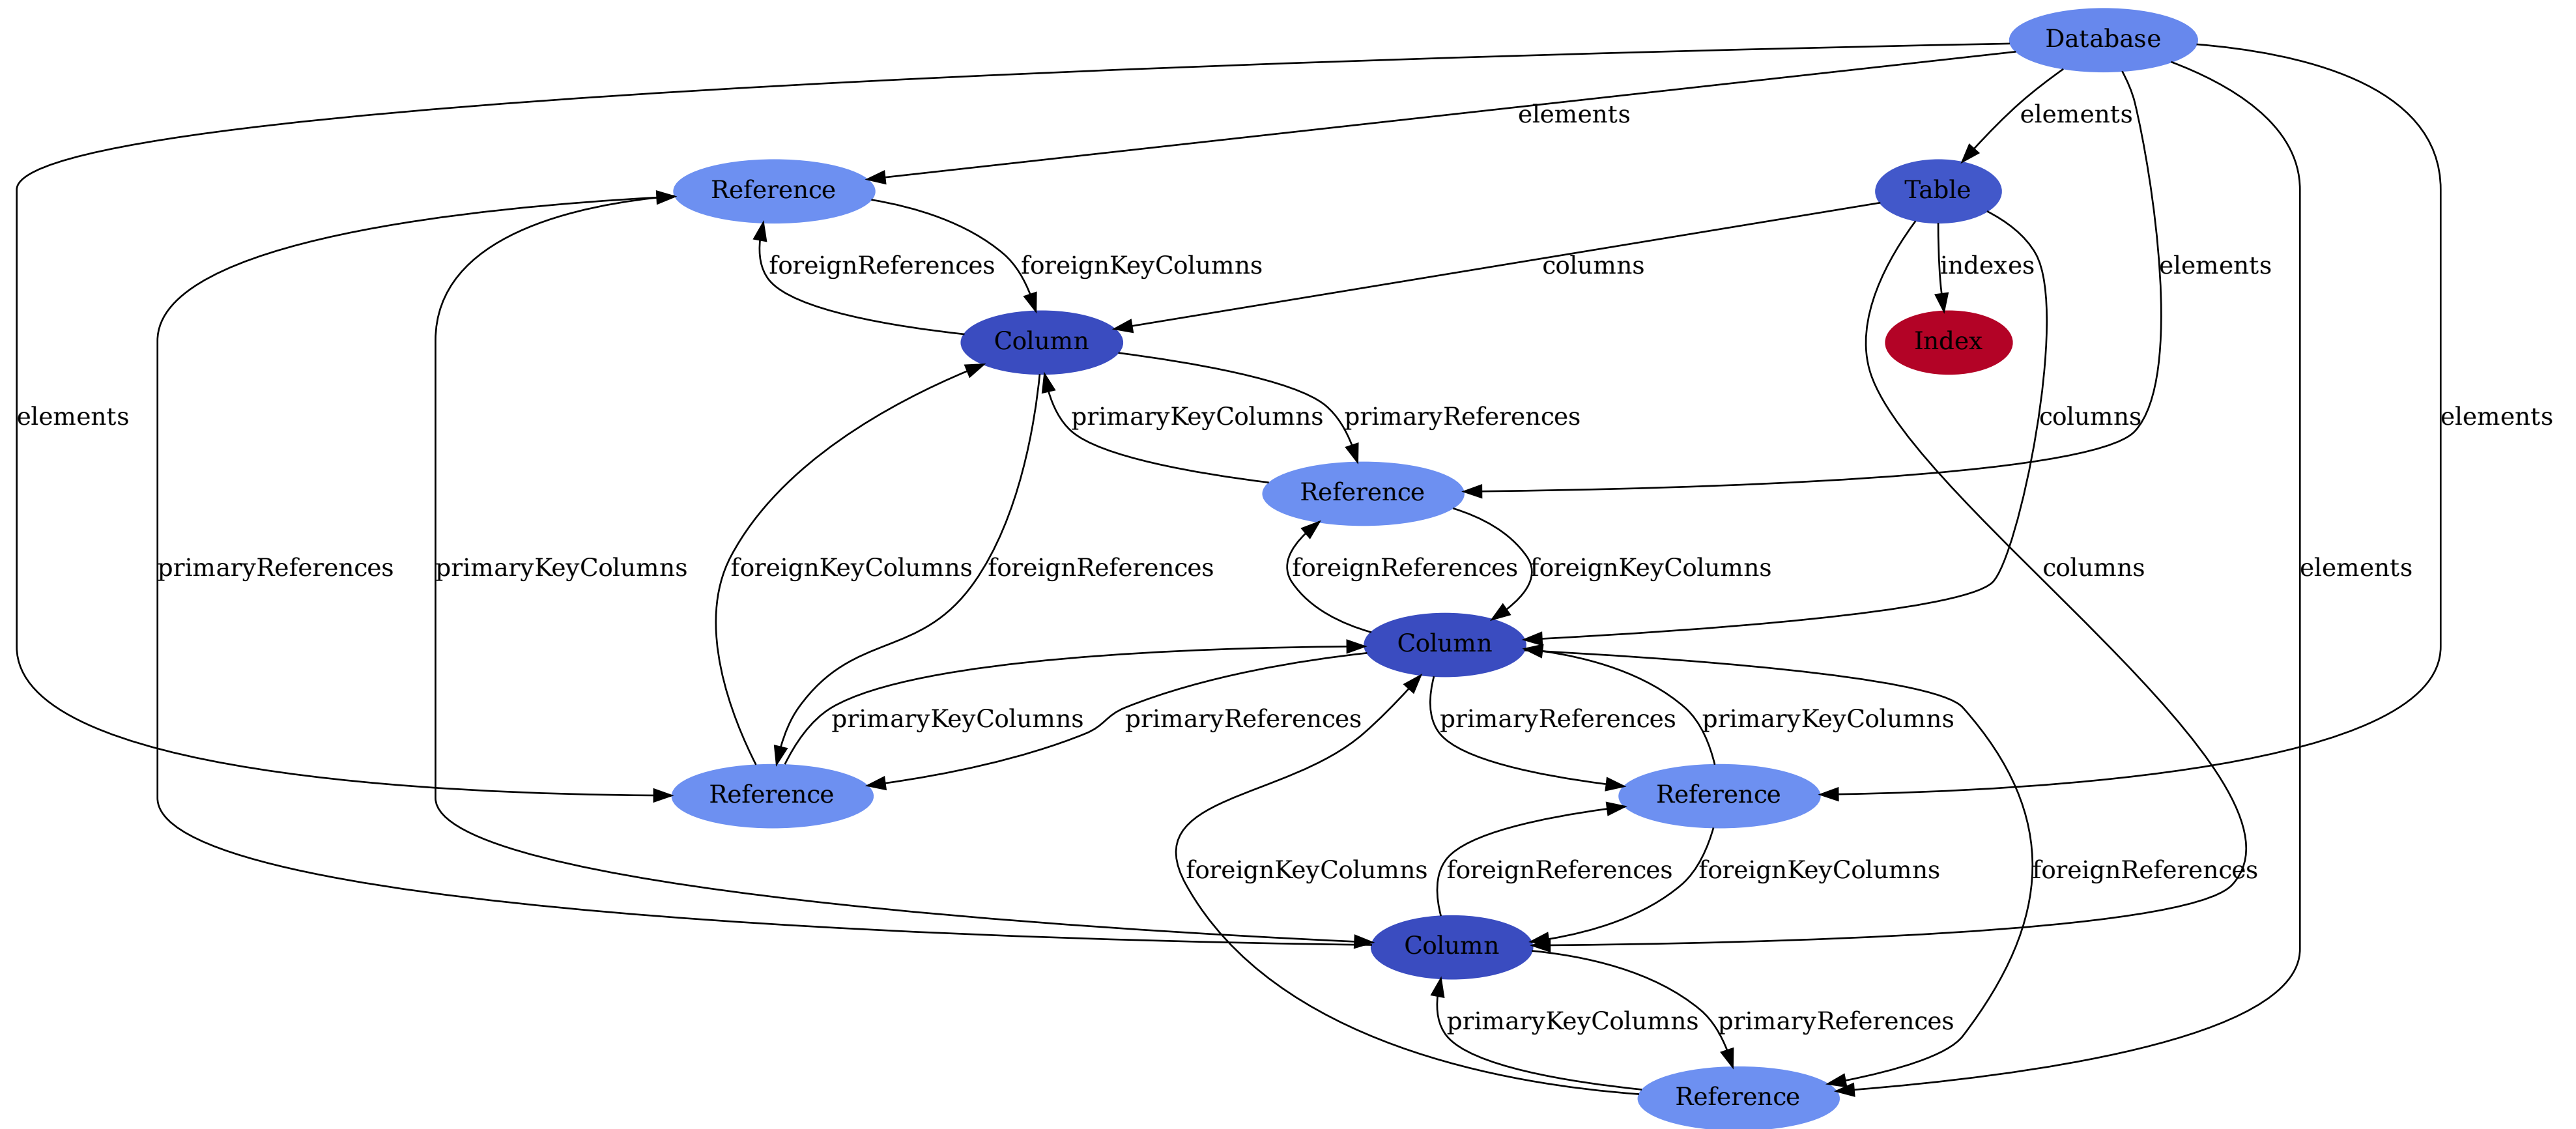 Database
elements
elements
Reference
Table
foreignReferences
foreignKeyColumns
columns
indexes
elements
Column
Index
elements
primaryKeyColumns
primaryReferences
columns
elements
Reference
primaryReferences
primaryKeyColumns
foreignKeyColumns
foreignReferences
foreignReferences
foreignKeyColumns
columns
elements
Column
primaryKeyColumns
primaryReferences
primaryReferences
primaryKeyColumns
Reference
Reference
foreignKeyColumns
foreignReferences
foreignKeyColumns
foreignReferences
Column
primaryKeyColumns
primaryReferences
Reference